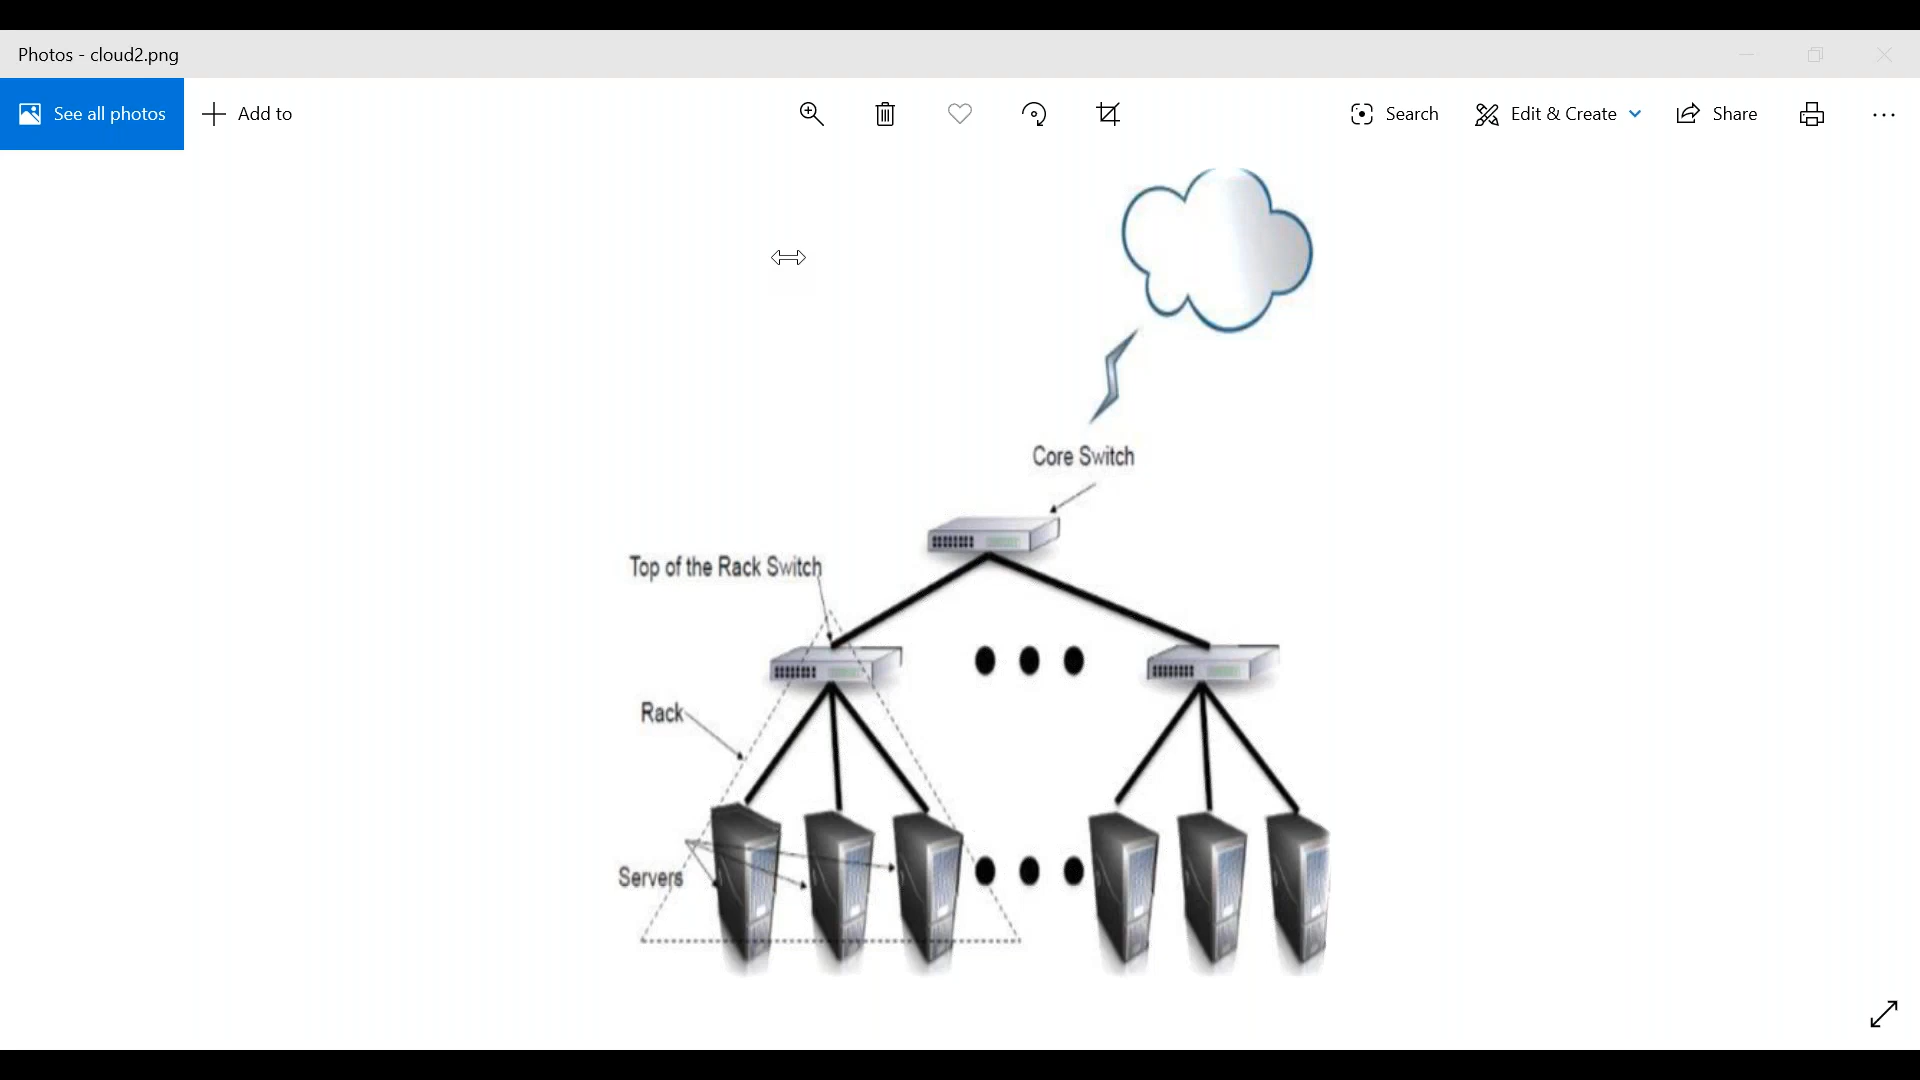 Photos - cloud2.png
See all photos
Add to
Search
Edit & Create
Share
Core Switch
Top of the Rack Switch
Rack
Servers